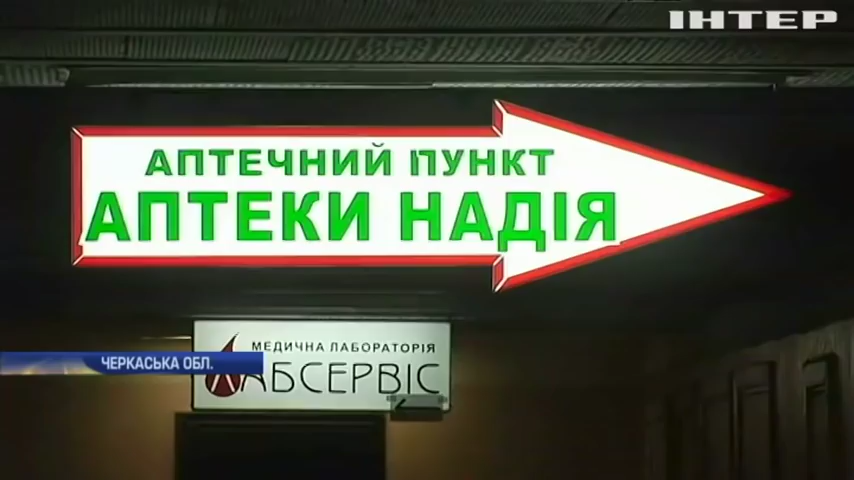 ІНТЕР
АПТЕЧНИЙ ПУНКТ
АПТЕКИ НАДІЯ
МЕДИЧНА ЛАБОРАТОРІЯ
ЛАБСЕРВІС
ЧЕРКАСЬКА ОБЛ.